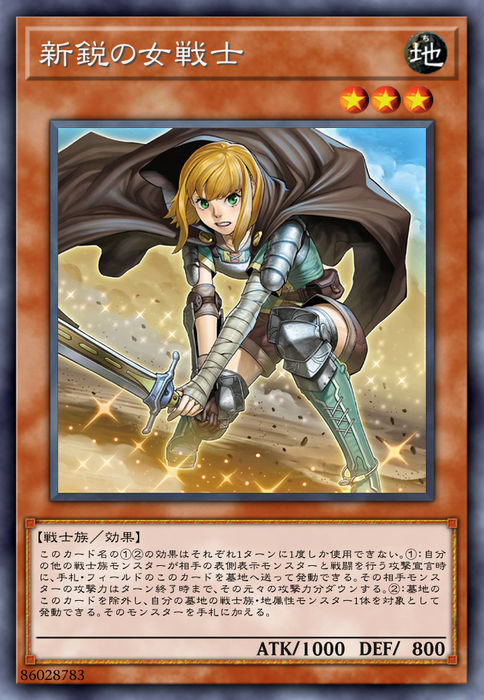 新鋭の女戦士
ち
地
【戦士族／効果】
このカード名の①②の効果はそれぞれ1ターンに1度しか使用できない。①：自分
の他の戦士族モンスターが相手の表側表示モンスターと戦闘を行う攻撃宣言時
に、手札・フィールドのこのカードを墓地へ送って発動できる。その相手モンス
ターの攻撃力はターン終了時まで、その元々の攻撃力分ダウンする。②：墓地の
このカードを除外し、自分の墓地の戦士族・地属性モンスター1体を対象として
発動できる。そのモンスターを手札に加える。
ATK/1000 DEF/ 800
86028783